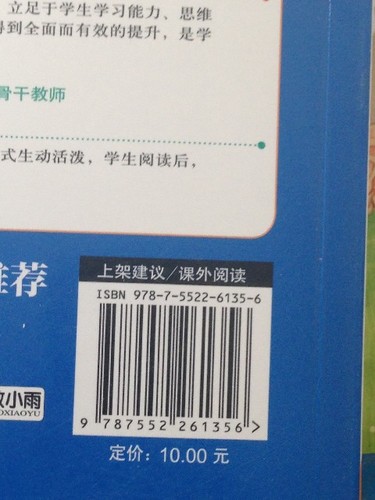 立足于学生学习能力、思维
得到全面而有效的提升，是学
骨干教师
式生动活泼，学生阅读后，
推荐
上架建议/课外阅读
ISBN 978-7-5522-6135-6
小雨
OXIAOYU
9 787552 261356 >
定价：10.00 元